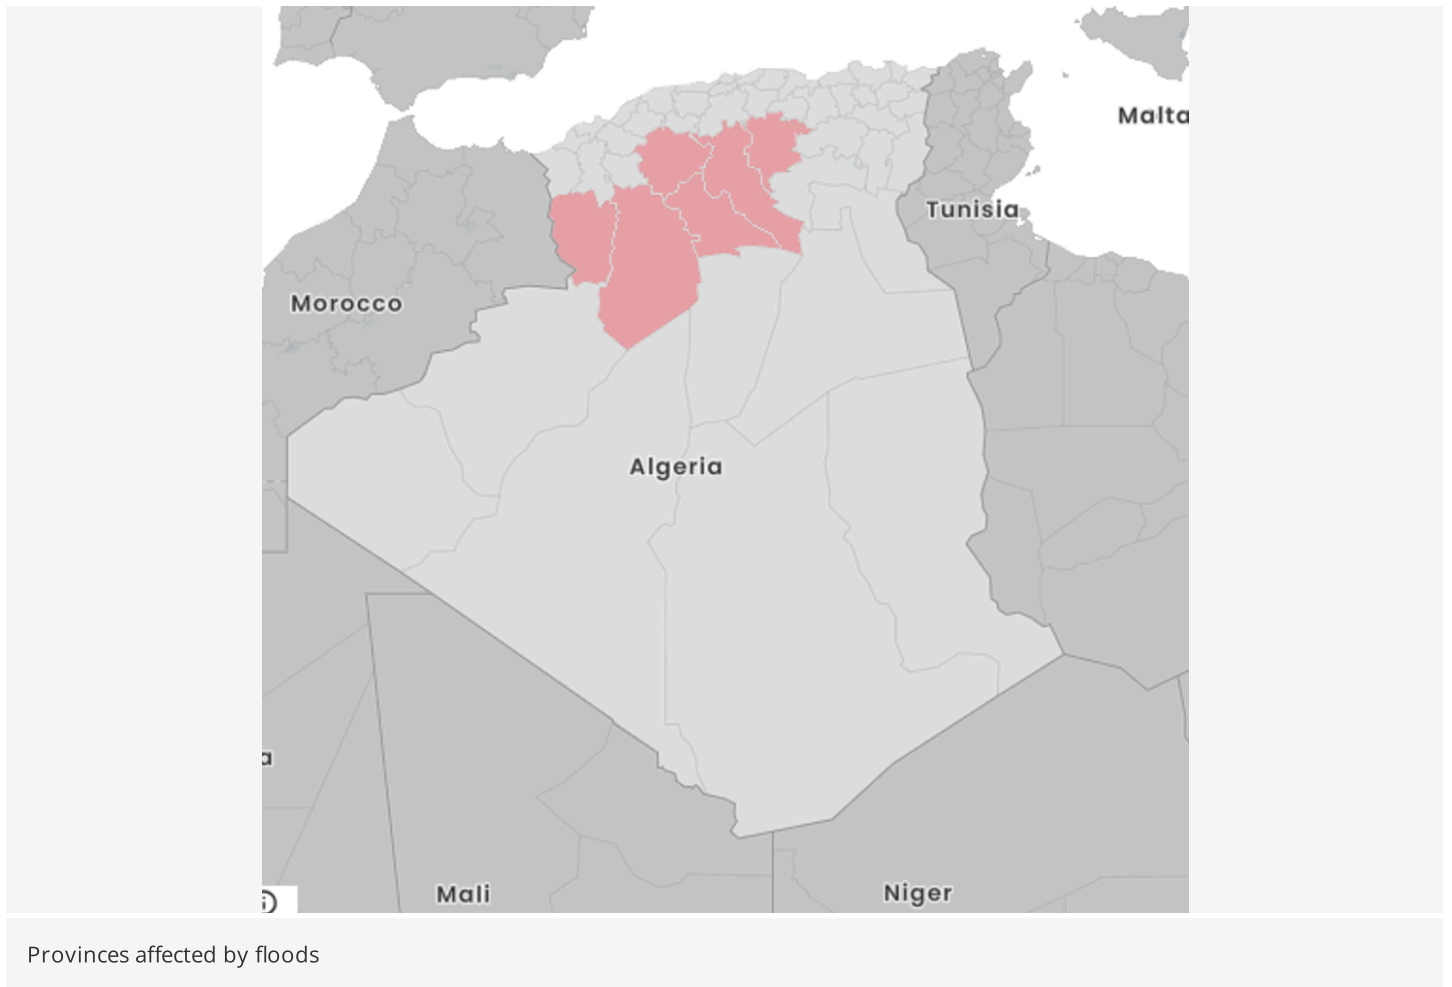 Malta
Tunisia
Morocco
Algeria
a
Mali
Niger
Provinces affected by floods